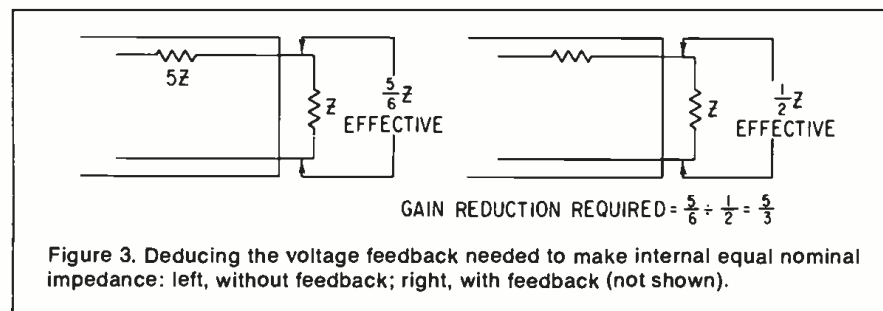 5Z
Z
5/6 Z
EFFECTIVE
Z
1/2 Z
EFFECTIVE
GAIN REDUCTION REQUIRED = 5/6 ÷ 1/2 = 5/3
Figure 3. Deducing the voltage feedback needed to make internal equal nominal
impedance: left, without feedback; right, with feedback (not shown).